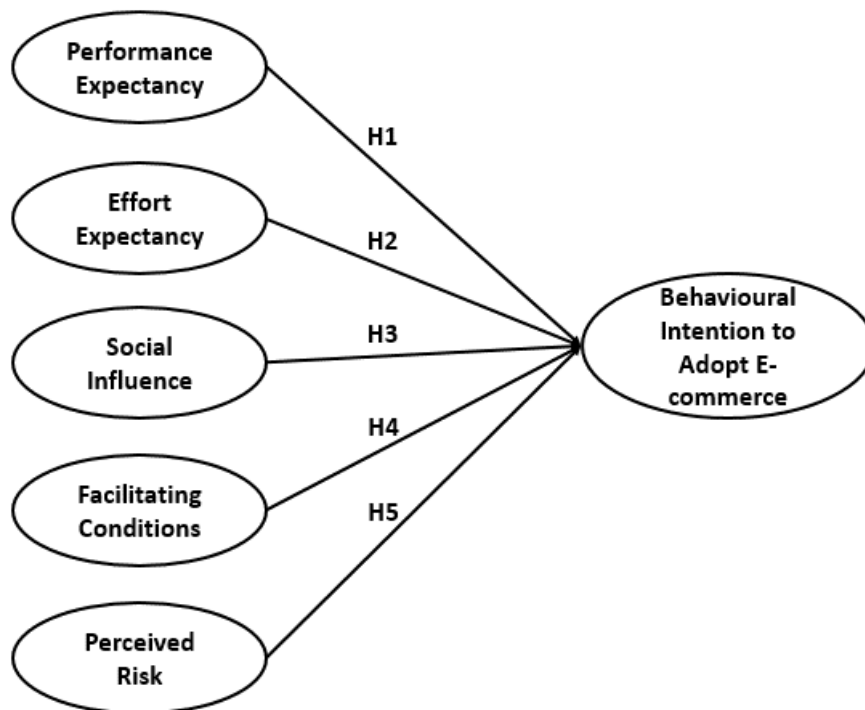 Performance
Expectancy
H1
Effort
Expectancy
H2
Social
Influence
H3
Facilitating
Conditions
H4
Perceived
Risk
H5
Behavioural
Intention to
Adopt E-
commerce